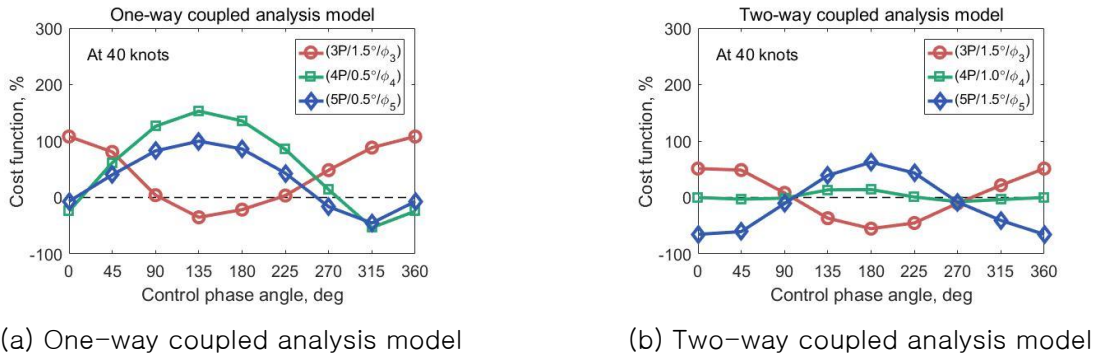 One-way coupled analysis model
300
200
100
0
-100
Cost function, %
At 40 knots
(3P/1.5°/ϕ3)
(4P/0.5°/ϕ4)
(5P/0.5°/ϕ5)
0 45 90 135 180 225 270 315 360
Control phase angle, deg
(a) One-way coupled analysis model
Two-way coupled analysis model
300
200
100
0
-100
Cost function, %
At 40 knots
(3P/1.5°/ϕ3)
(4P/1.0°/ϕ4)
(5P/1.5°/ϕ5)
0 45 90 135 180 225 270 315 360
Control phase angle, deg
(b) Two-way coupled analysis model